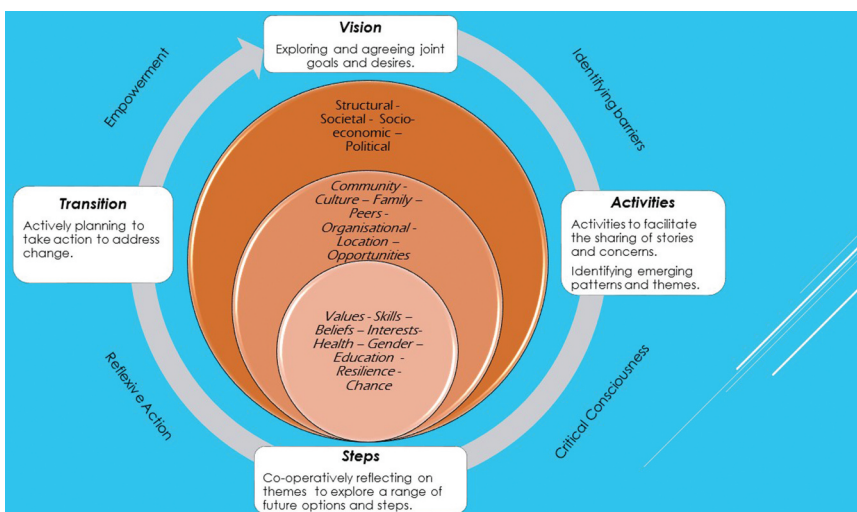 Vision
Exploring and agreeing joint
goals and desires.
Empowerment
Identifying barriers
Structural -
Societal - Socio-
economic –
Political
Transition
Actively planning to
take action to address
change.
Community -
Culture – Family –
Peers -
Organisational -
Location –
Opportunities
Activities
Activities to facilitate
the sharing of stories
and concerns.
Identifying emerging
patterns and themes.
Values - Skills –
Beliefs – Interests-
Health – Gender –
Education -
Resilience -
Chance
Reflexive Action
Critical Consciousness
Steps
Co-operatively reflecting on
themes to explore a range of
future options and steps.